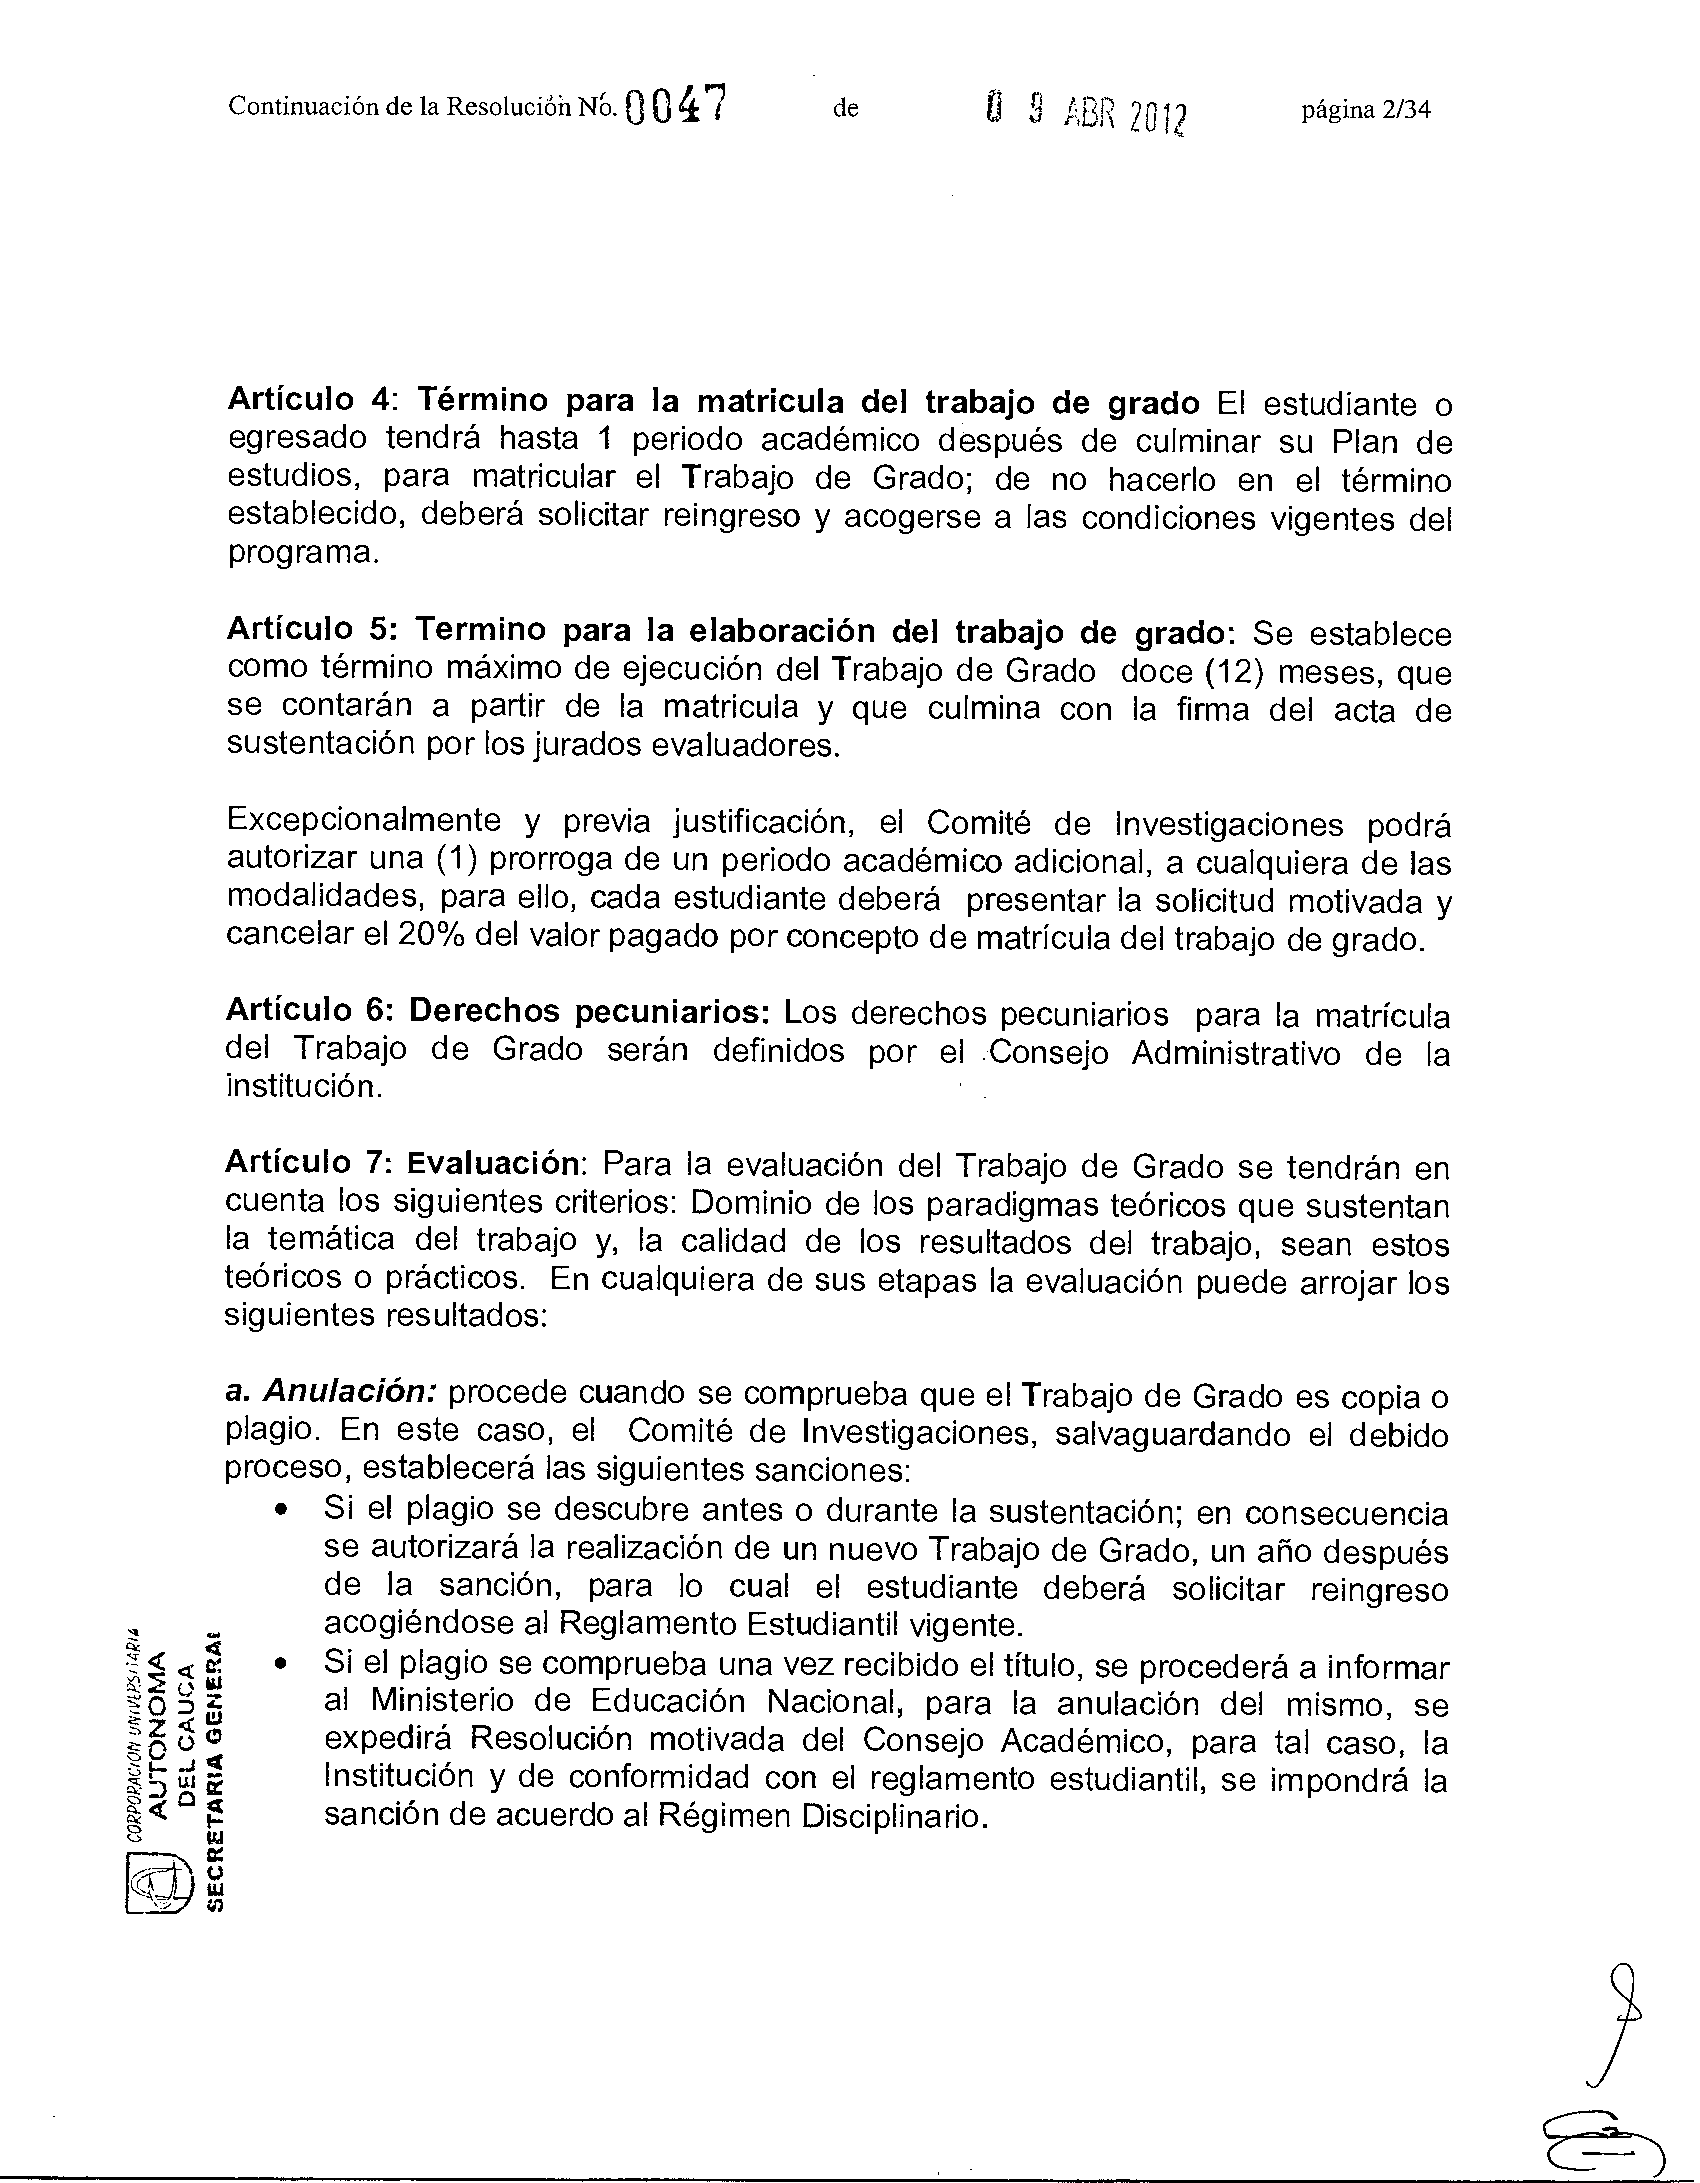 Continuación de la Resolución No. 0047 de 09 ABR 2012 página 2/34
Artículo 4: Término para la matricula del trabajo de grado El estudiante o
egresado tendrá hasta 1 periodo académico después de culminar su Plan de
estudios, para matricular el Trabajo de Grado; de no hacerlo en el término
establecido, deberá solicitar reingreso y acogerse a las condiciones vigentes del
programa.
Artículo 5: Termino para la elaboración del trabajo de grado: Se establece
como término máximo de ejecución del Trabajo de Grado doce (12) meses, que
se contarán a partir de la matricula y que culmina con la firma del acta de
sustentación por los jurados evaluadores.
Excepcionalmente y previa justificación, el Comité de Investigaciones podrá
autorizar una (1) prorroga de un periodo académico adicional, a cualquiera de las
modalidades, para ello, cada estudiante deberá presentar la solicitud motivada y
cancelar el 20% del valor pagado por concepto de matrícula del trabajo de grado.
Artículo 6: Derechos pecuniarios: Los derechos pecuniarios para la matrícula
del Trabajo de Grado serán definidos por el Consejo Administrativo de la
institución.
Artículo 7: Evaluación: Para la evaluación del Trabajo de Grado se tendrán en
cuenta los siguientes criterios: Dominio de los paradigmas teóricos que sustentan
la temática del trabajo y, la calidad de los resultados del trabajo, sean estos
teóricos o prácticos. En cualquiera de sus etapas la evaluación puede arrojar los
siguientes resultados:
a. Anulación: procede cuando se comprueba que el Trabajo de Grado es copia o
plagio. En este caso, el Comité de Investigaciones, salvaguardando el debido
proceso, establecerá las siguientes sanciones:
• Si el plagio se descubre antes o durante la sustentación; en consecuencia
se autorizará la realización de un nuevo Trabajo de Grado, un año después
de la sanción, para lo cual el estudiante deberá solicitar reingreso
acogiéndose al Reglamento Estudiantil vigente.
• Si el plagio se comprueba una vez recibido el título, se procederá a informar
al Ministerio de Educación Nacional, para la anulación del mismo, se
expedirá Resolución motivada del Consejo Académico, para tal caso, la
Institución y de conformidad con el reglamento estudiantil, se impondrá la
sanción de acuerdo al Régimen Disciplinario.
CORPORACION UNIVERSITARIA
AUTONOMA
DEL CAUCA
SECRETARIA GENERAL